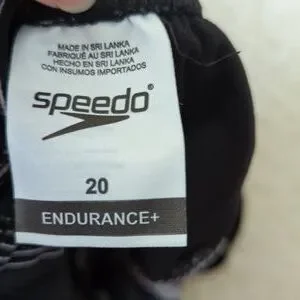 MADE IN SRI LANKA
FABRIQUÉ AU SRI LANKA
HECHO EN SRI LANKA
CON INSUMOS IMPORTADOS
speedo®
20
ENDURANCE+